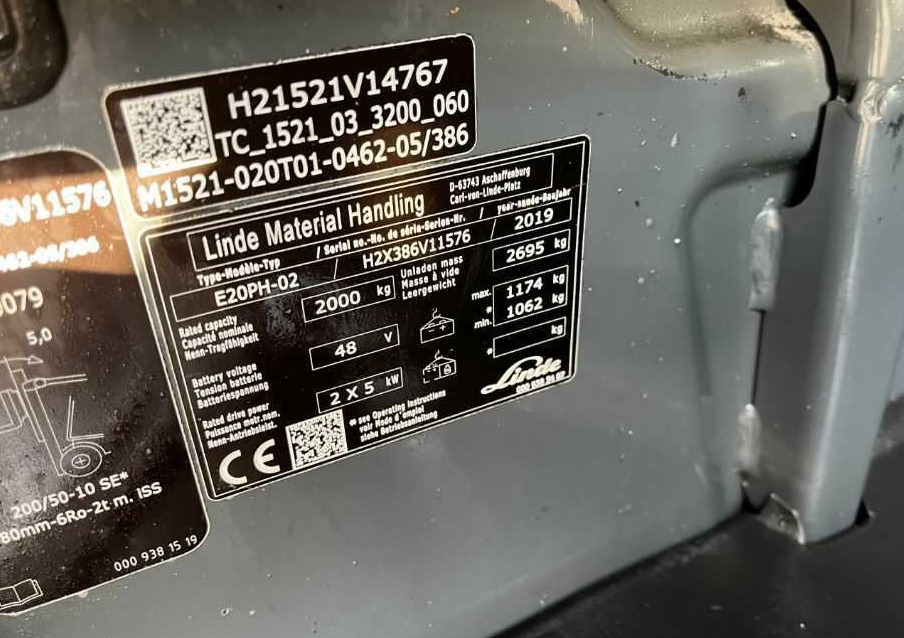 H21521V14767
TC_1521_03_3200_060
M1521-020T01-0462-05/386
Linde Material Handling
D-63743 Aschaffenburg
Carl-von-Linde-Platz
Type-Modèle-Typ / Serial no.-No. de série-Serien-Nr. / year-année-Baujahr
E20PH-02 H2X386V11576 2019
Rated capacity
Capacité nominale
Nenn-Tragfähigkeit
2000 kg
Unladen mass
Masse à vide
Leergewicht
2695 kg
Battery voltage
Tension batterie
Batteriespannung
48 V
max. 1174 kg
* min. 1062 kg
Rated drive power
Puissance motr.nom.
Nenn-Antriebsleist.
2 X 5 kW
* kg
* see Operating Instructions
voir Mode d'emploi
siehe Betriebsanleitung
Linde
CE
V11576
462-05/386
079
5,0
200/50-10 SE*
80mm-6Ro-2t m. ISS
000 938 15 19